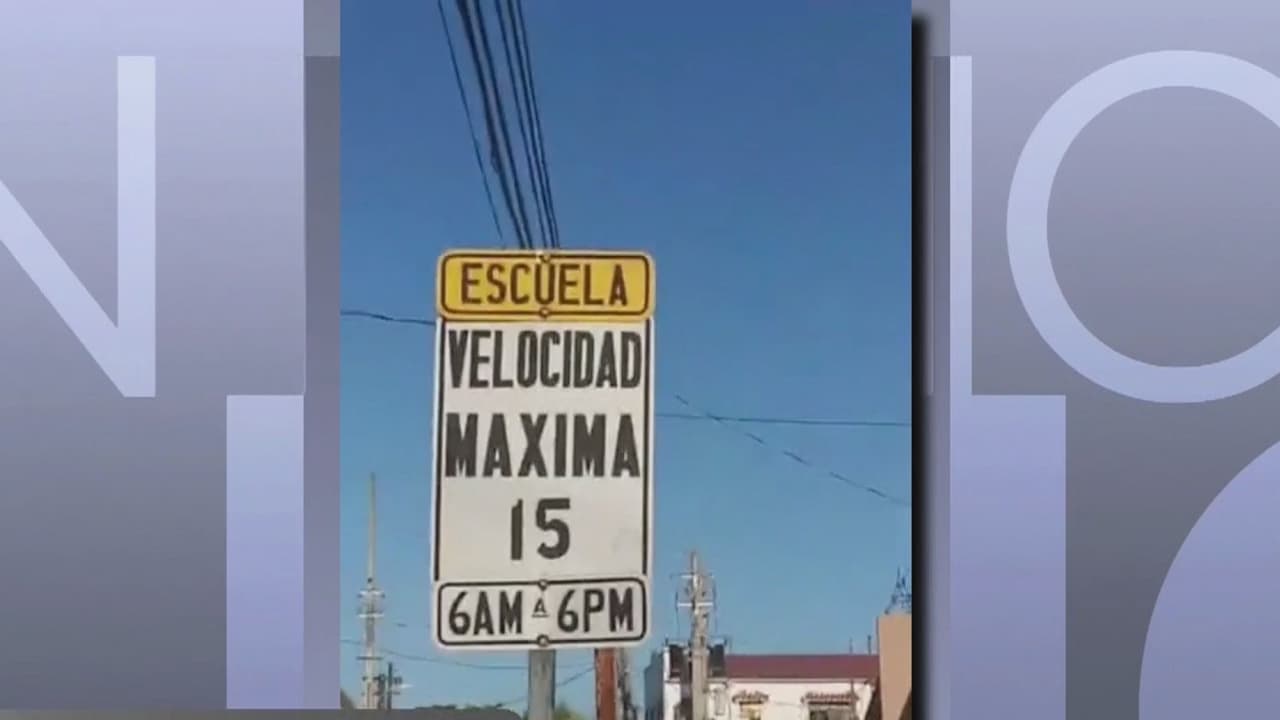 ESCUELA
VELOCIDAD
MAXIMA
15
6AM A 6PM